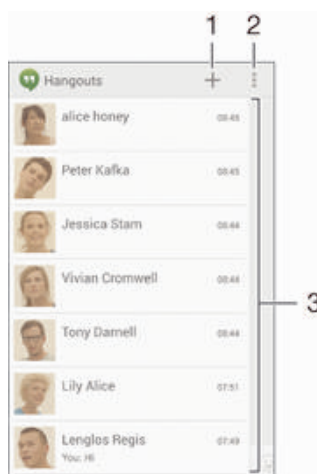 1 2
Hangouts
alice honey 08:45
Peter Kafka 08:45
Jessica Stam 08:44
Vivian Cromwell 08:44
Tony Darnell 08:44
3
Lily Alice 07:51
Lenglos Regis 07:49
You: Hi